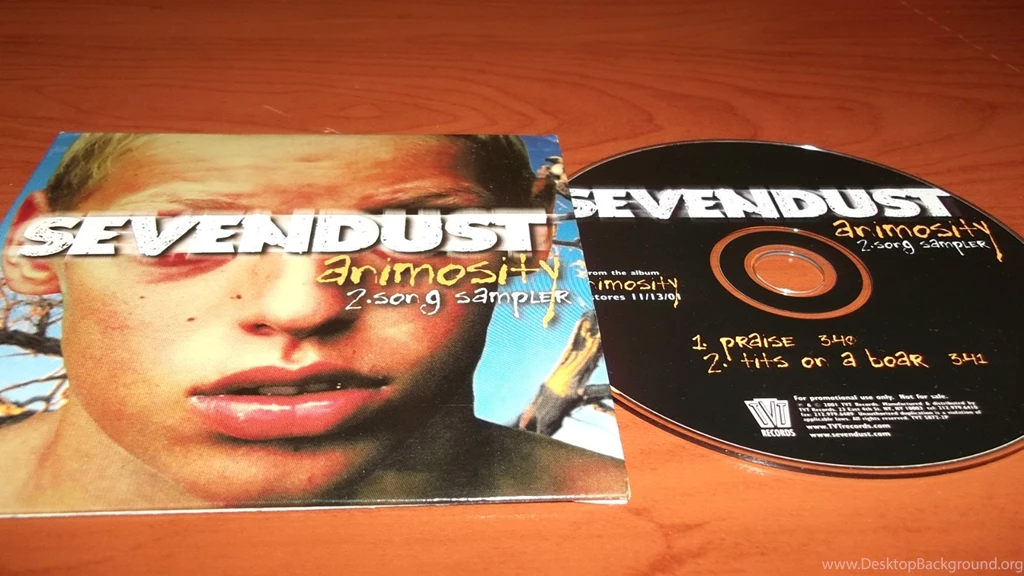 SEVENDUST
animosity
2.song sampler
SEVENDUST
animosity
2.song sampler
from the album
animosity
stores 11/13/01
1. praise 3:40
2. tits on a boar 3:41
TVT
RECORDS
For promotional use only. Not for sale.
www.TVTrecords.com
www.sevendust.com
www.DesktopBackground.org